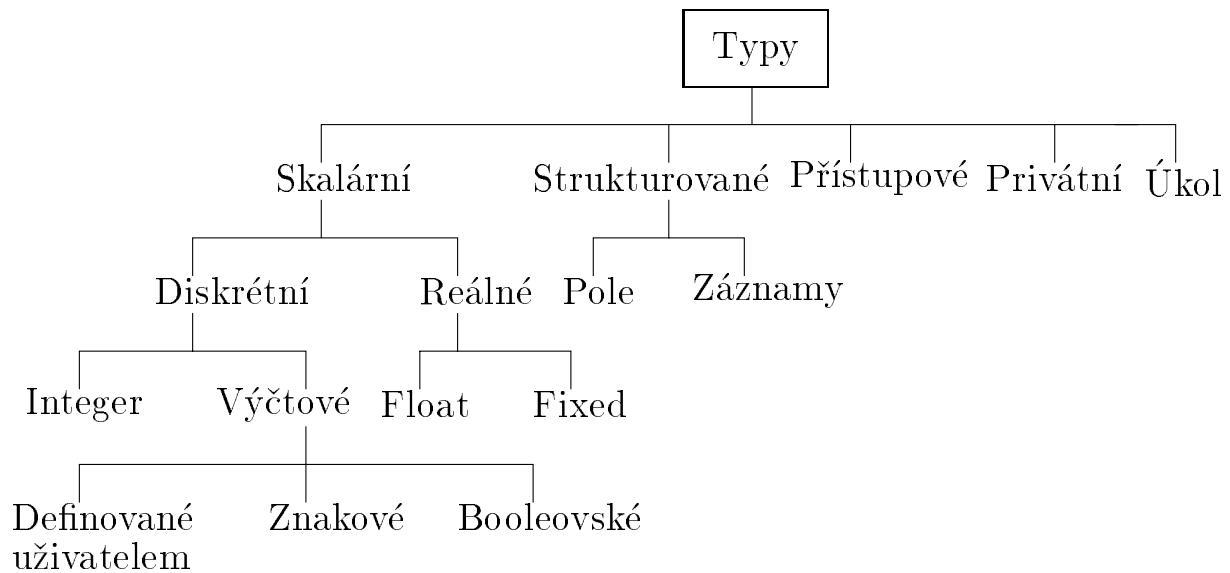 Typy
Skalární Strukturované Přístupové Privátní Úkol
Diskrétní Reálné Pole Záznamy
Integer Výčtové Float Fixed
Definované Znakové Booleovské
uživatelem